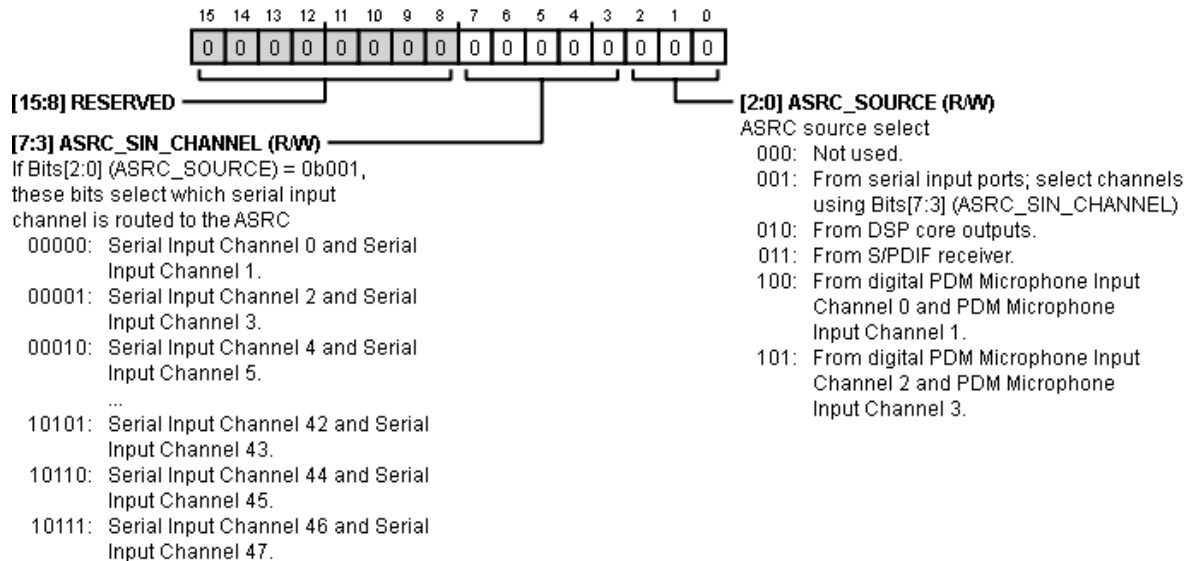 15 14 13 12 11 10 9 8 7 6 5 4 3 2 1 0
0 0 0 0 0 0 0 0 0 0 0 0 0 0 0 0
[15:8] RESERVED
[7:3] ASRC_SIN_CHANNEL (R/W)
If Bits[2:0] (ASRC_SOURCE) = 0b001,
these bits select which serial input
channel is routed to the ASRC
00000: Serial Input Channel 0 and Serial
Input Channel 1.
00001: Serial Input Channel 2 and Serial
Input Channel 3.
00010: Serial Input Channel 4 and Serial
Input Channel 5.
...
10101: Serial Input Channel 42 and Serial
Input Channel 43.
10110: Serial Input Channel 44 and Serial
Input Channel 45.
10111: Serial Input Channel 46 and Serial
Input Channel 47.
[2:0] ASRC_SOURCE (R/W)
ASRC source select
000: Not used.
001: From serial input ports; select channels
using Bits[7:3] (ASRC_SIN_CHANNEL)
010: From DSP core outputs.
011: From S/PDIF receiver.
100: From digital PDM Microphone Input
Channel 0 and PDM Microphone
Input Channel 1.
101: From digital PDM Microphone Input
Channel 2 and PDM Microphone
Input Channel 3.